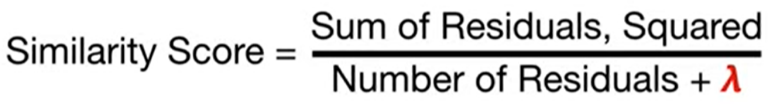 Similarity Score = Sum of Residuals, Squared
Number of Residuals + λ